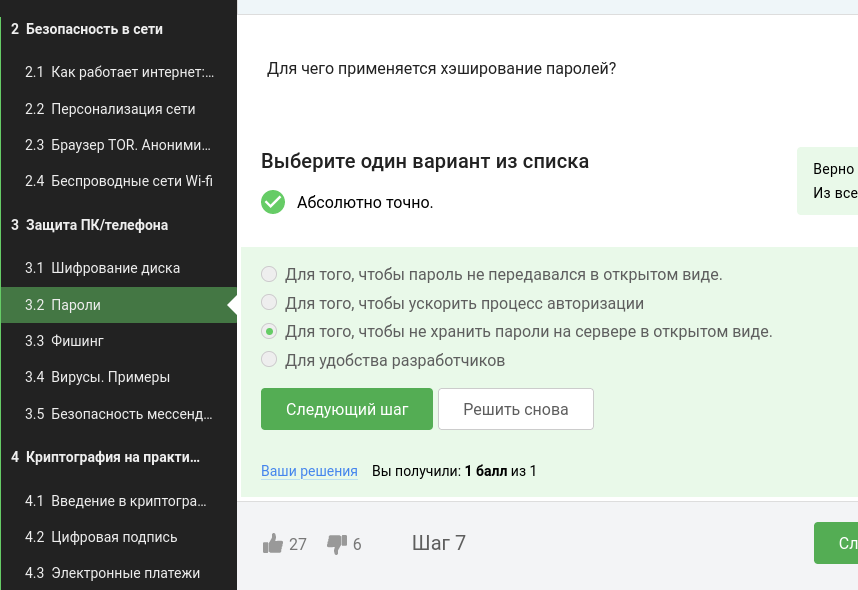 2 Безопасность в сети
2.1 Как работает интернет:...
2.2 Персонализация сети
2.3 Браузер TOR. Аноними...
2.4 Беспроводные сети Wi-fi
3 Защита ПК/телефона
3.1 Шифрование диска
3.2 Пароли
3.3 Фишинг
3.4 Вирусы. Примеры
3.5 Безопасность мессенд...
4 Криптография на практи...
4.1 Введение в криптогра...
4.2 Цифровая подпись
4.3 Электронные платежи
Для чего применяется хэширование паролей?
Выберите один вариант из списка
Абсолютно точно.
Верно
Из все
Для того, чтобы пароль не передавался в открытом виде.
Для того, чтобы ускорить процесс авторизации
Для того, чтобы не хранить пароли на сервере в открытом виде.
Для удобства разработчиков
Следующий шаг Решить снова
Ваши решения Вы получили: 1 балл из 1
27 6 Шаг 7
Сл